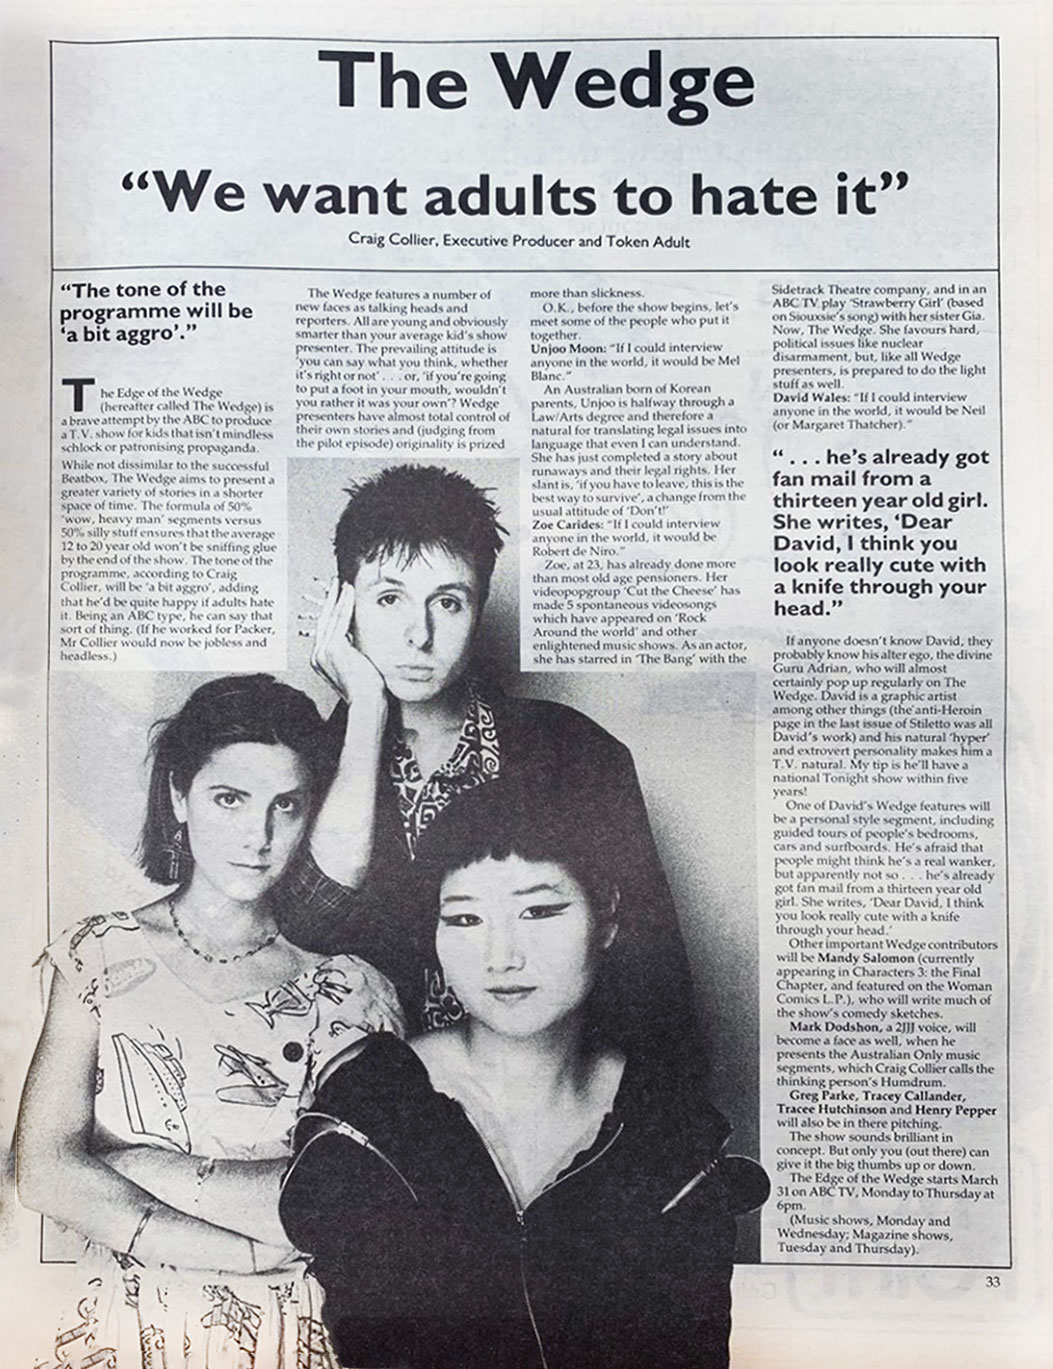 The Wedge
“We want adults to hate it”
Craig Collier, Executive Producer and Token Adult
“The tone of the
programme will be
‘a bit aggro’.”
The Edge of the Wedge
(hereafter called The Wedge) is
a brave attempt by the ABC to produce
a T.V. show for kids that isn’t mindless
schlock or patronising propaganda.
While not dissimilar to the successful
Beatbox, The Wedge aims to present a
greater variety of stories in a shorter
space of time. The formula of 50%
‘wow, heavy man’ segments versus
50% silly stuff ensures that the average
12 to 20 year old won’t be sniffing glue
by the end of the show. The tone of the
programme, according to Craig
Collier, will be ‘a bit aggro’, adding
that he’d be quite happy if adults hate
it. Being an ABC type, he can say that
sort of thing. (If he worked for Packer,
Mr Collier would now be jobless and
headless.)
The Wedge features a number of
new faces as talking heads and
reporters. All are young and obviously
smarter than your average kid’s show
presenter. The prevailing attitude is
‘you can say what you think, whether
it’s right or not’ . . . or, ‘if you’re going
to put a foot in your mouth, wouldn’t
you rather it was your own’? Wedge
presenters have almost total control of
their own stories and (judging from
the pilot episode) originality is prized
more than slickness.
O.K., before the show begins, let’s
meet some of the people who put it
together.
Unjoo Moon: “If I could interview
anyone in the world, it would be Mel
Blanc.”
An Australian born of Korean
parents, Unjoo is halfway through a
Law/Arts degree and therefore a
natural for translating legal issues into
language that even I can understand.
She has just completed a story about
runaways and their legal rights. Her
slant is, ‘if you have to leave, this is the
best way to survive’, a change from the
usual attitude of ‘Don’t!’
Zoe Carides: “If I could interview
anyone in the world, it would be
Robert de Niro.”
Zoe, at 23, has already done more
than most old age pensioners. Her
videopopgroup ‘Cut the Cheese’ has
made 5 spontaneous videosongs
which have appeared on ‘Rock
Around the world’ and other
enlightened music shows. As an actor,
she has starred in ‘The Bang’ with the
Sidetrack Theatre company, and in an
ABC TV play ‘Strawberry Girl’ (based
on Siouxsie’s song) with her sister Gia.
Now, The Wedge. She favours hard,
political issues like nuclear
disarmament, but, like all Wedge
presenters, is prepared to do the light
stuff as well.
David Wales: “If I could interview
anyone in the world, it would be Neil
(or Margaret Thatcher).”
“ . . . he’s already got
fan mail from a
thirteen year old girl.
She writes, ‘Dear
David, I think you
look really cute with
a knife through your
head.”
If anyone doesn’t know David, they
probably know his alter ego, the divine
Guru Adrian, who will almost
certainly pop up regularly on The
Wedge. David is a graphic artist
among other things (the anti-Heroin
page in the last issue of Stiletto was all
David’s work) and his natural ‘hyper’
and extrovert personality makes him a
T.V. natural. My tip is he’ll have a
national Tonight show within five
years!
One of David’s Wedge features will
be a personal style segment, including
guided tours of people’s bedrooms,
cars and surfboards. He’s afraid that
people might think he’s a real wanker,
but apparently not so . . . he’s already
got fan mail from a thirteen year old
girl. She writes, ‘Dear David, I think
you look really cute with a knife
through your head.’
Other important Wedge contributors
will be Mandy Salomon (currently
appearing in Characters 3: the Final
Chapter, and featured on the Woman
Comics L.P.), who will write much of
the show’s comedy sketches.
Mark Dodshon, a 2JJJ voice, will
become a face as well, when he
presents the Australian Only music
segments, which Craig Collier calls the
thinking person’s Humdrum.
Greg Parke, Tracey Callander,
Tracee Hutchinson and Henry Pepper
will also be in there pitching.
The show sounds brilliant in
concept. But only you (out there) can
give it the big thumbs up or down.
The Edge of the Wedge starts March
31 on ABC TV, Monday to Thursday at
6pm.
(Music shows, Monday and
Wednesday; Magazine shows,
Tuesday and Thursday).
33